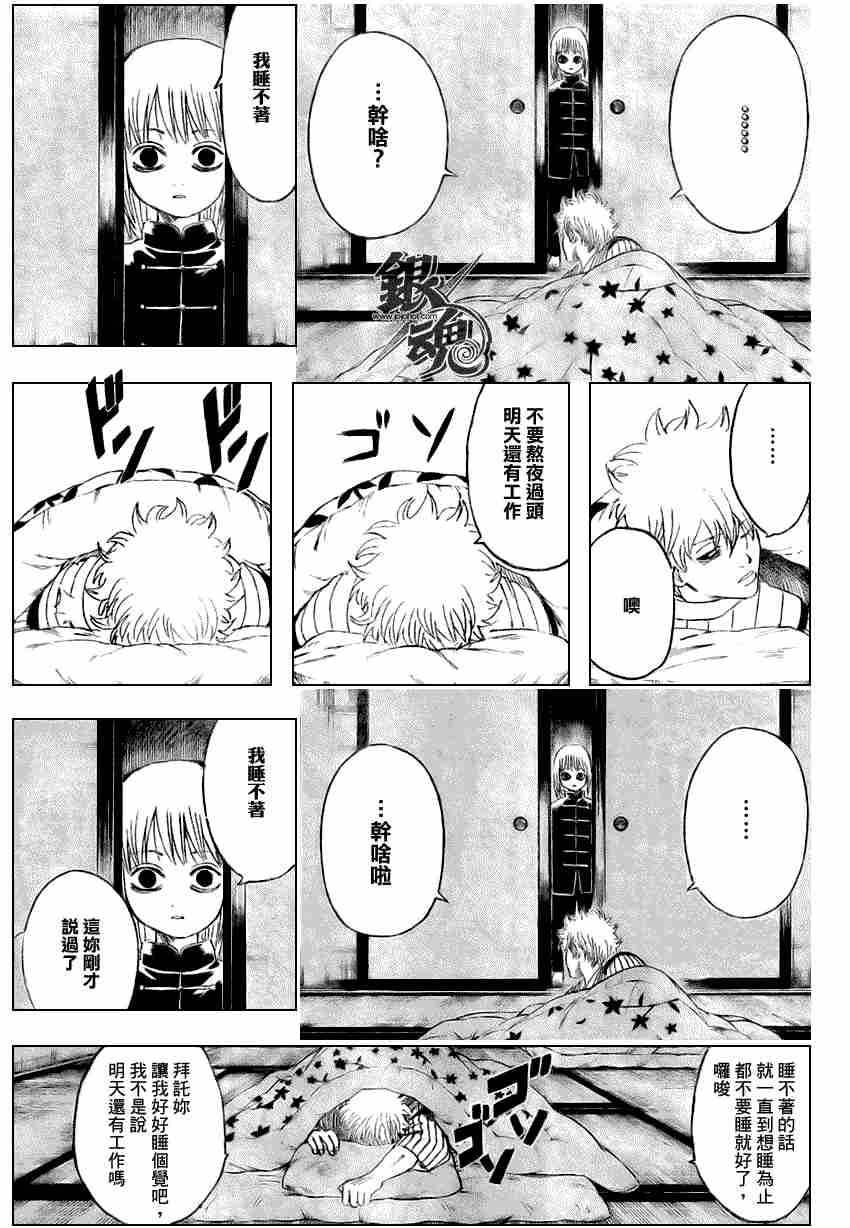 ……
…幹啥？
我睡不著
銀魂
……
噢
不要熬夜過頭
明天還有工作
ゴソ
ドンドン
……
…幹啥啦
我睡不著
這妳剛才
說過了
睡不著的話
就一直到想睡為止
都不要睡就好了，
囉唆
ゴソ
ゴソ
拜託妳
讓我好好睡個覺吧，
我不是說
明天還有工作嗎